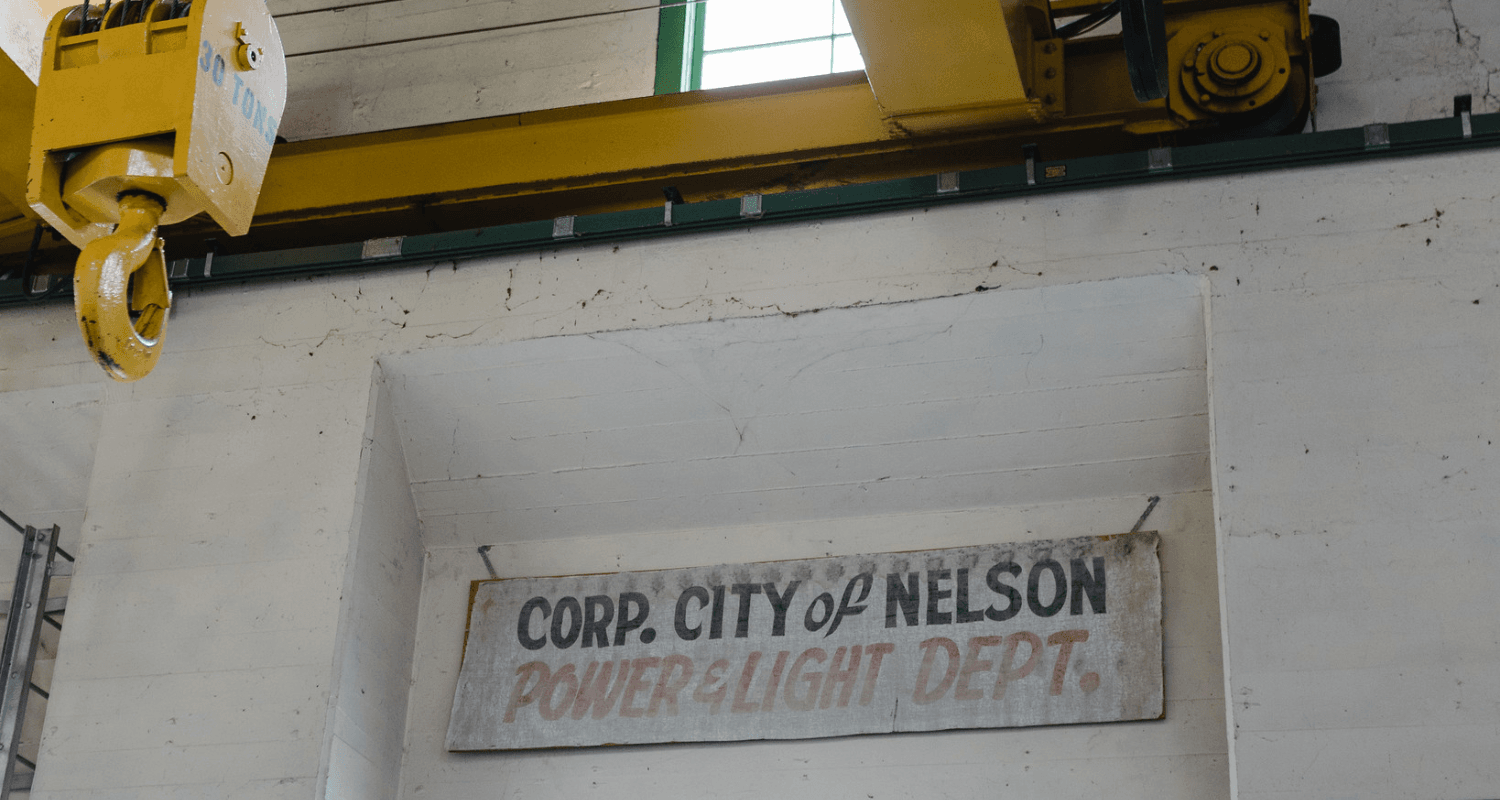 30 TONS
CORP. CITY of NELSON
POWER & LIGHT DEPT.